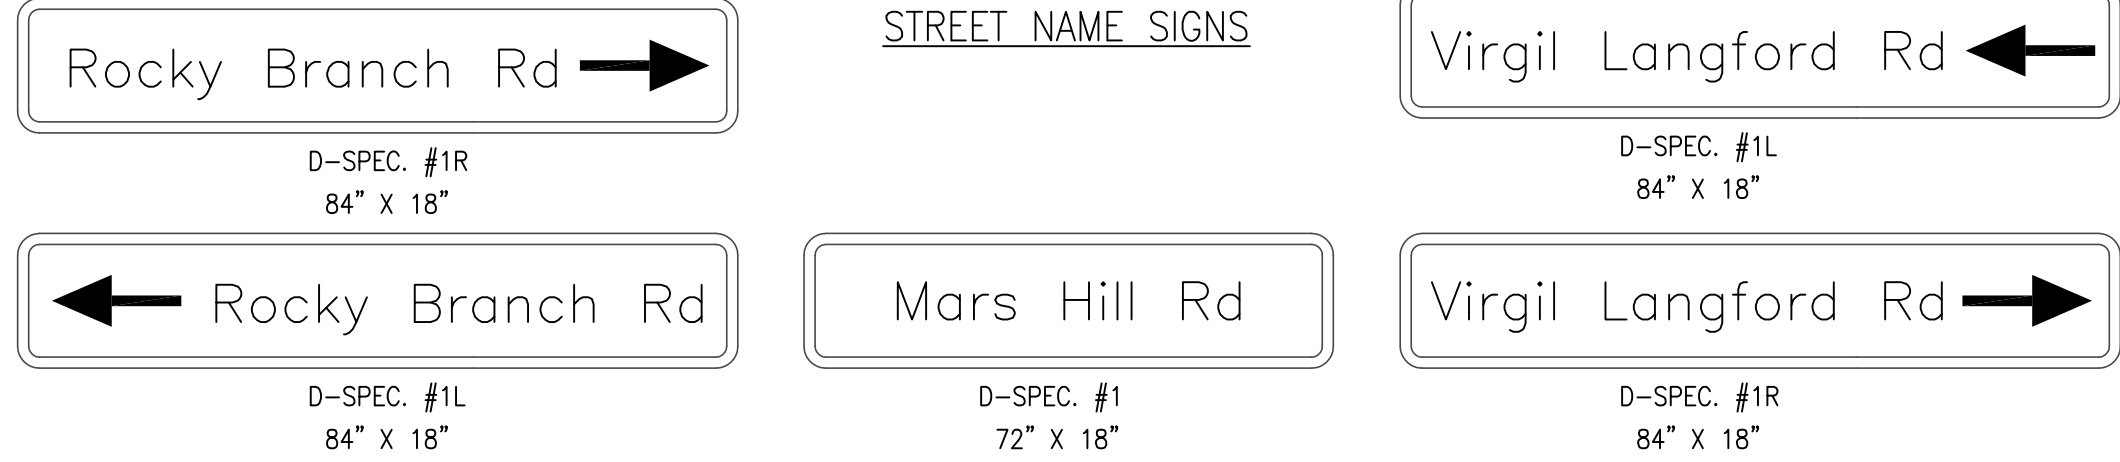 STREET NAME SIGNS
Rocky Branch Rd
D-SPEC. #1R
84" X 18"
Virgil Langford Rd
D-SPEC. #1L
84" X 18"
Rocky Branch Rd
D-SPEC. #1L
84" X 18"
Mars Hill Rd
D-SPEC. #1
72" X 18"
Virgil Langford Rd
D-SPEC. #1R
84" X 18"